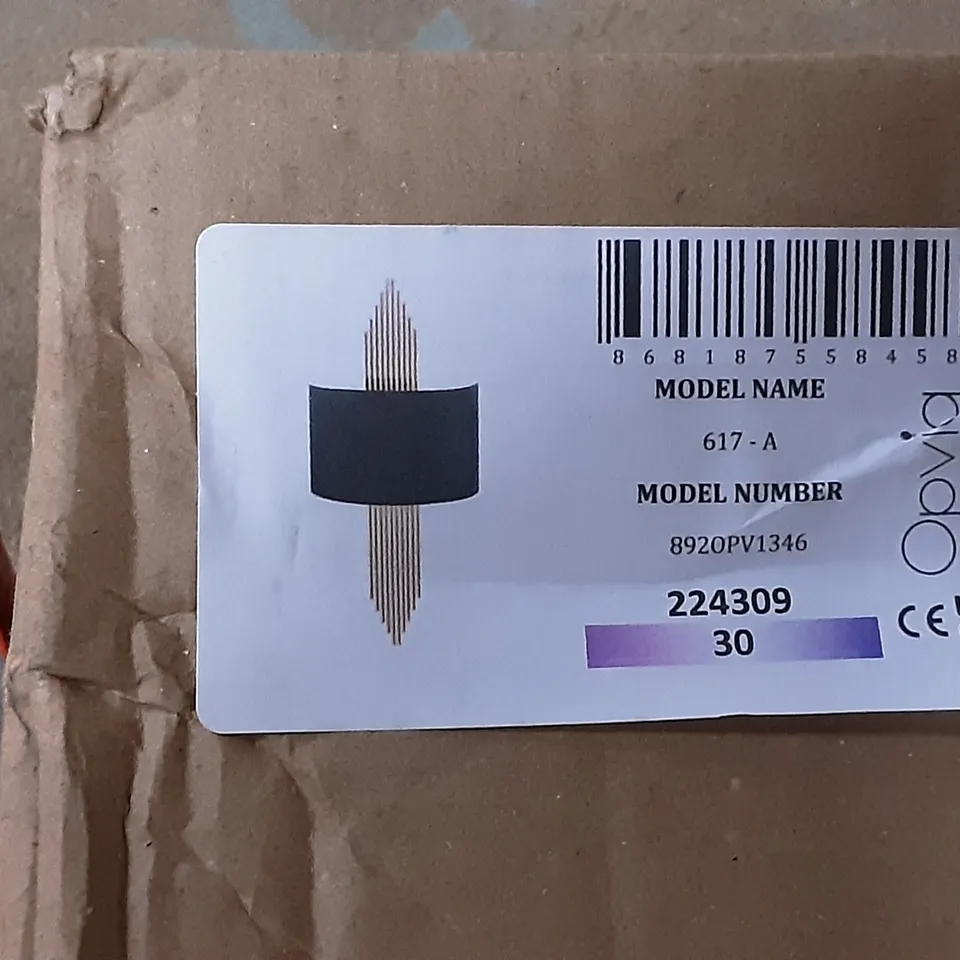 868187558458
MODEL NAME
617 - A
MODEL NUMBER
892OPV1346
224309
30
Opvia
CE